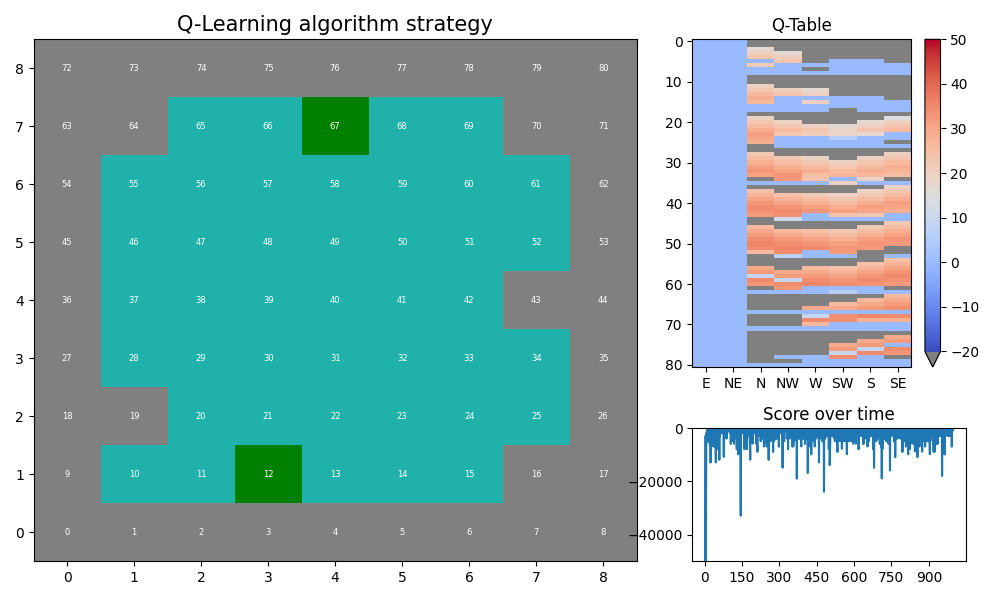 Q-Learning algorithm strategy
8 72 73 74 75 76 77 78 79 80
7 63 64 65 66 67 68 69 70 71
6 54 55 56 57 58 59 60 61 62
5 45 46 47 48 49 50 51 52 53
4 36 37 38 39 40 41 42 43 44
3 27 28 29 30 31 32 33 34 35
2 18 19 20 21 22 23 24 25 26
1 9 10 11 12 13 14 15 16 17
0 0 1 2 3 4 5 6 7 8
0 1 2 3 4 5 6 7 8
Q-Table
0
10
20
30
40
50
60
70
80
E NE N NW W SW S SE
50
40
30
20
10
0
−10
−20
Score over time
0
−20000
−40000
0 150 300 450 600 750 900